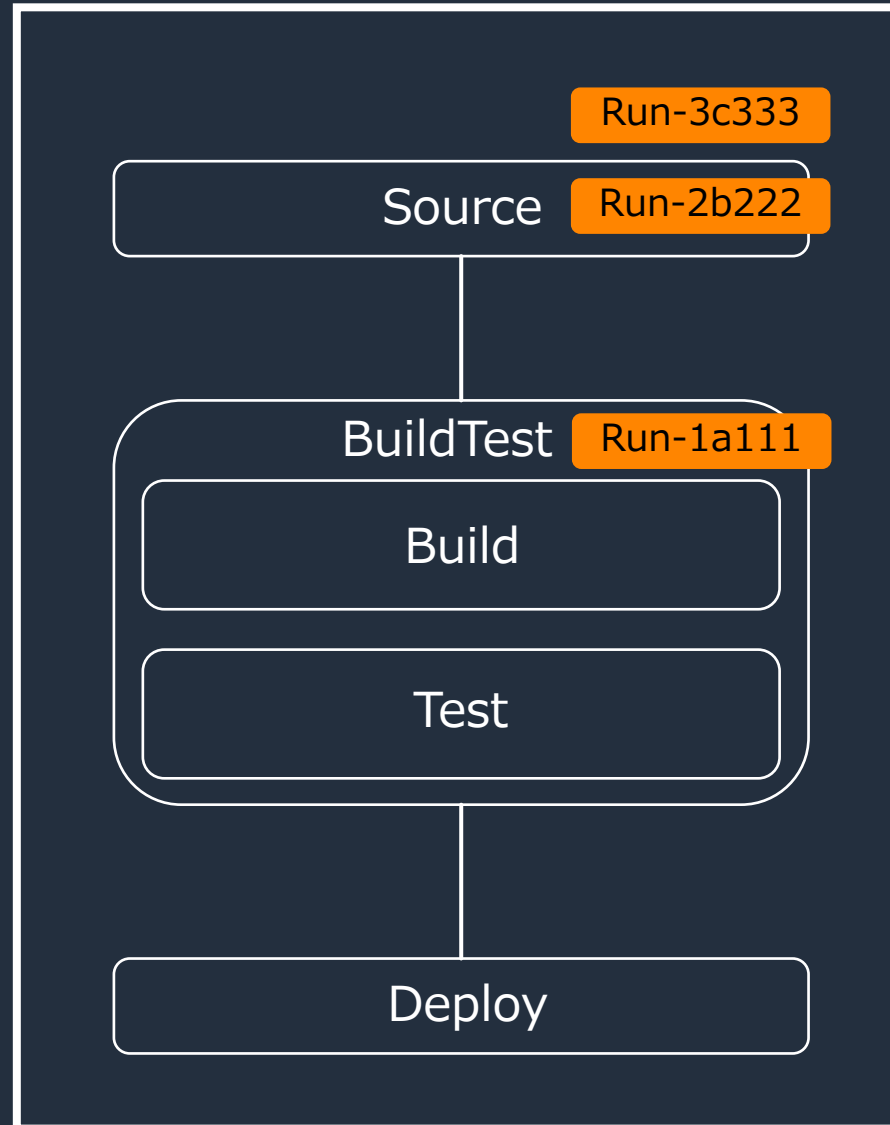 Run-3c333
Source
Run-2b222
BuildTest
Run-1a111
Build
Test
Deploy